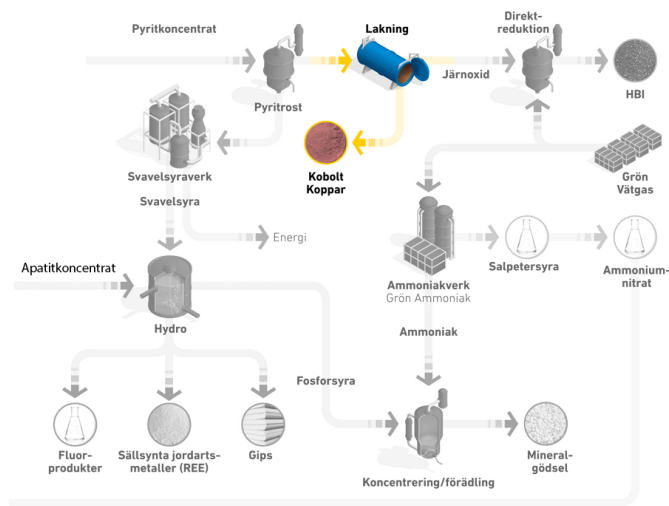 Pyritkoncentrat
Lakning
Direkt-
reduktion
Pyritrost
Järnoxid
HBI
Svavelsyraverk
Kobolt
Koppar
Grön
Vätgas
Svavelsyra
Energi
Ammoniakverk
Grön Ammoniak
Salpetersyra
Ammonium-
nitrat
Apatitkoncentrat
Hydro
Ammoniak
Fosforsyra
Fluor-
produkter
Sällsynta jordarts-
metaller (REE)
Gips
Koncentrering/förädling
Mineral-
gödsel